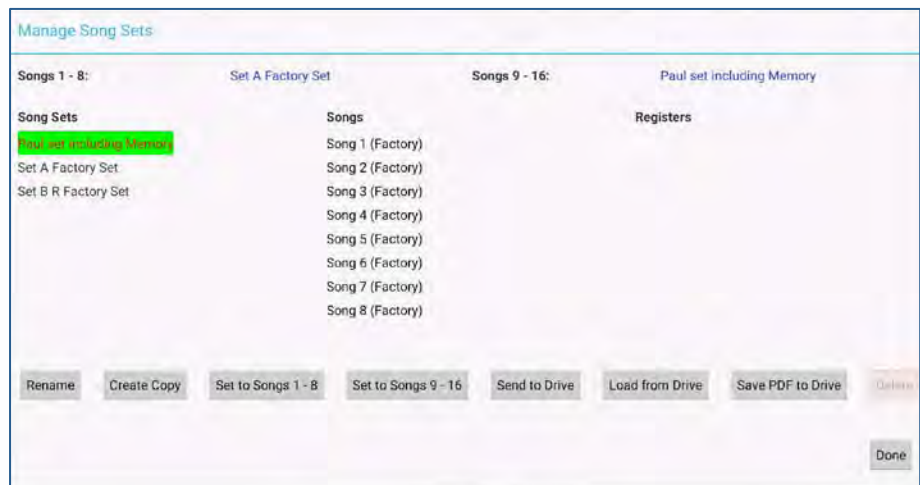 Manage Song Sets
Songs 1 - 8: Set A Factory Set Songs 9 - 16: Paul set including Memory
Song Sets Songs Registers
Paul set including Memory Song 1 (Factory)
Set A Factory Set Song 2 (Factory)
Set B R Factory Set Song 3 (Factory)
Song 4 (Factory)
Song 5 (Factory)
Song 6 (Factory)
Song 7 (Factory)
Song 8 (Factory)
Rename Create Copy Set to Songs 1 - 8 Set to Songs 9 - 16 Send to Drive Load from Drive Save PDF to Drive Delete
Done